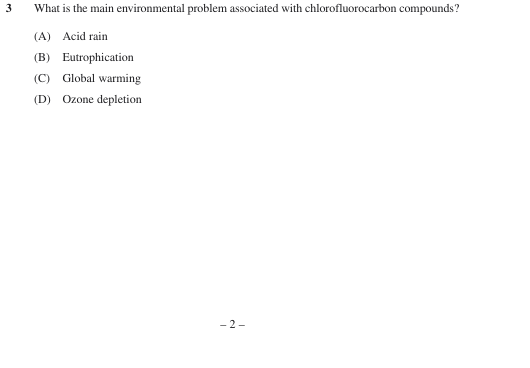 3 What is the main environmental problem associated with chlorofluorocarbon compounds?
(A) Acid rain
(B) Eutrophication
(C) Global warming
(D) Ozone depletion
– 2 –